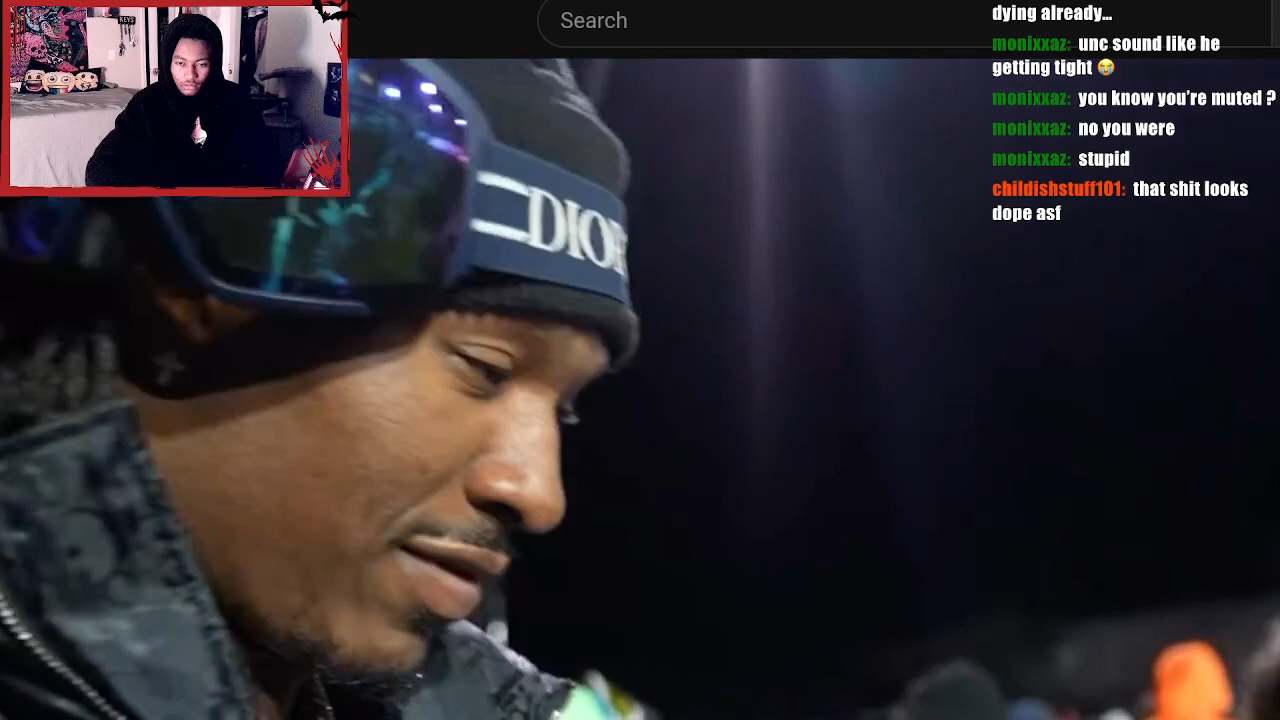 KEYS
Search
dying already...
monixxaz: unc sound like he
getting tight 😭
monixxaz: you know you’re muted ?
monixxaz: no you were
monixxaz: stupid
childishstuff101: that shit looks
dope asf
DIOR